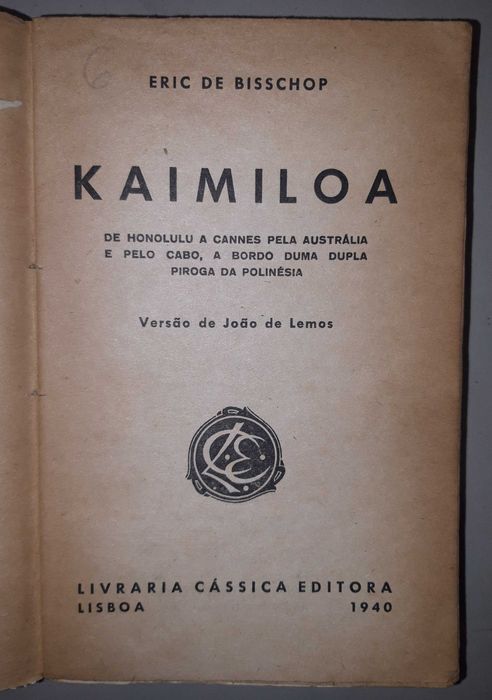 ERIC DE BISSCHOP
KAIMILOA
DE HONOLULU A CANNES PELA AUSTRÁLIA
E PELO CABO, A BORDO DUMA DUPLA
PIROGA DA POLINÉSIA
Versão de João de Lemos
LCE
LIVRARIA CÁSSICA EDITORA
LISBOA 1940